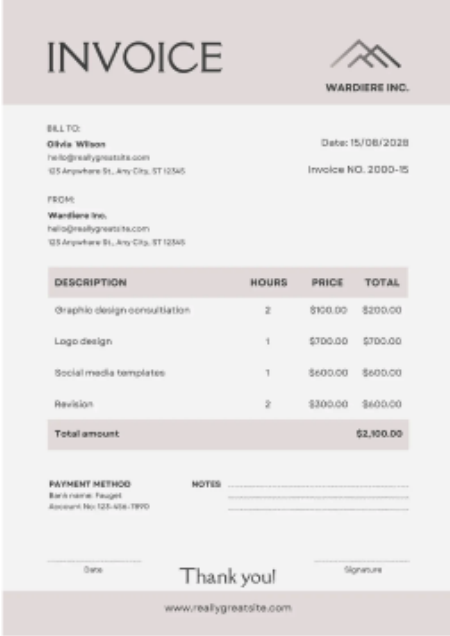 INVOICE
WARDIERE INC.
BILL TO:
Olivia Wilson
hello@reallygreatsite.com
123 Anywhere St., Any City, ST 12345
Date: 15/08/2028
Invoice NO. 2000-15
FROM:
Wardiere Inc.
hello@reallygreatsite.com
123 Anywhere St., Any City, ST 12345
DESCRIPTION HOURS PRICE TOTAL
Graphic design consultiation 2 $100.00 $200.00
Logo design 1 $700.00 $700.00
Social media templates 1 $600.00 $600.00
Revision 2 $300.00 $600.00
Total amount $2,100.00
PAYMENT METHOD
Bank name: Fauget
Account No: 123-456-7890
NOTES
Date
Thank you!
Signature
www.reallygreatsite.com